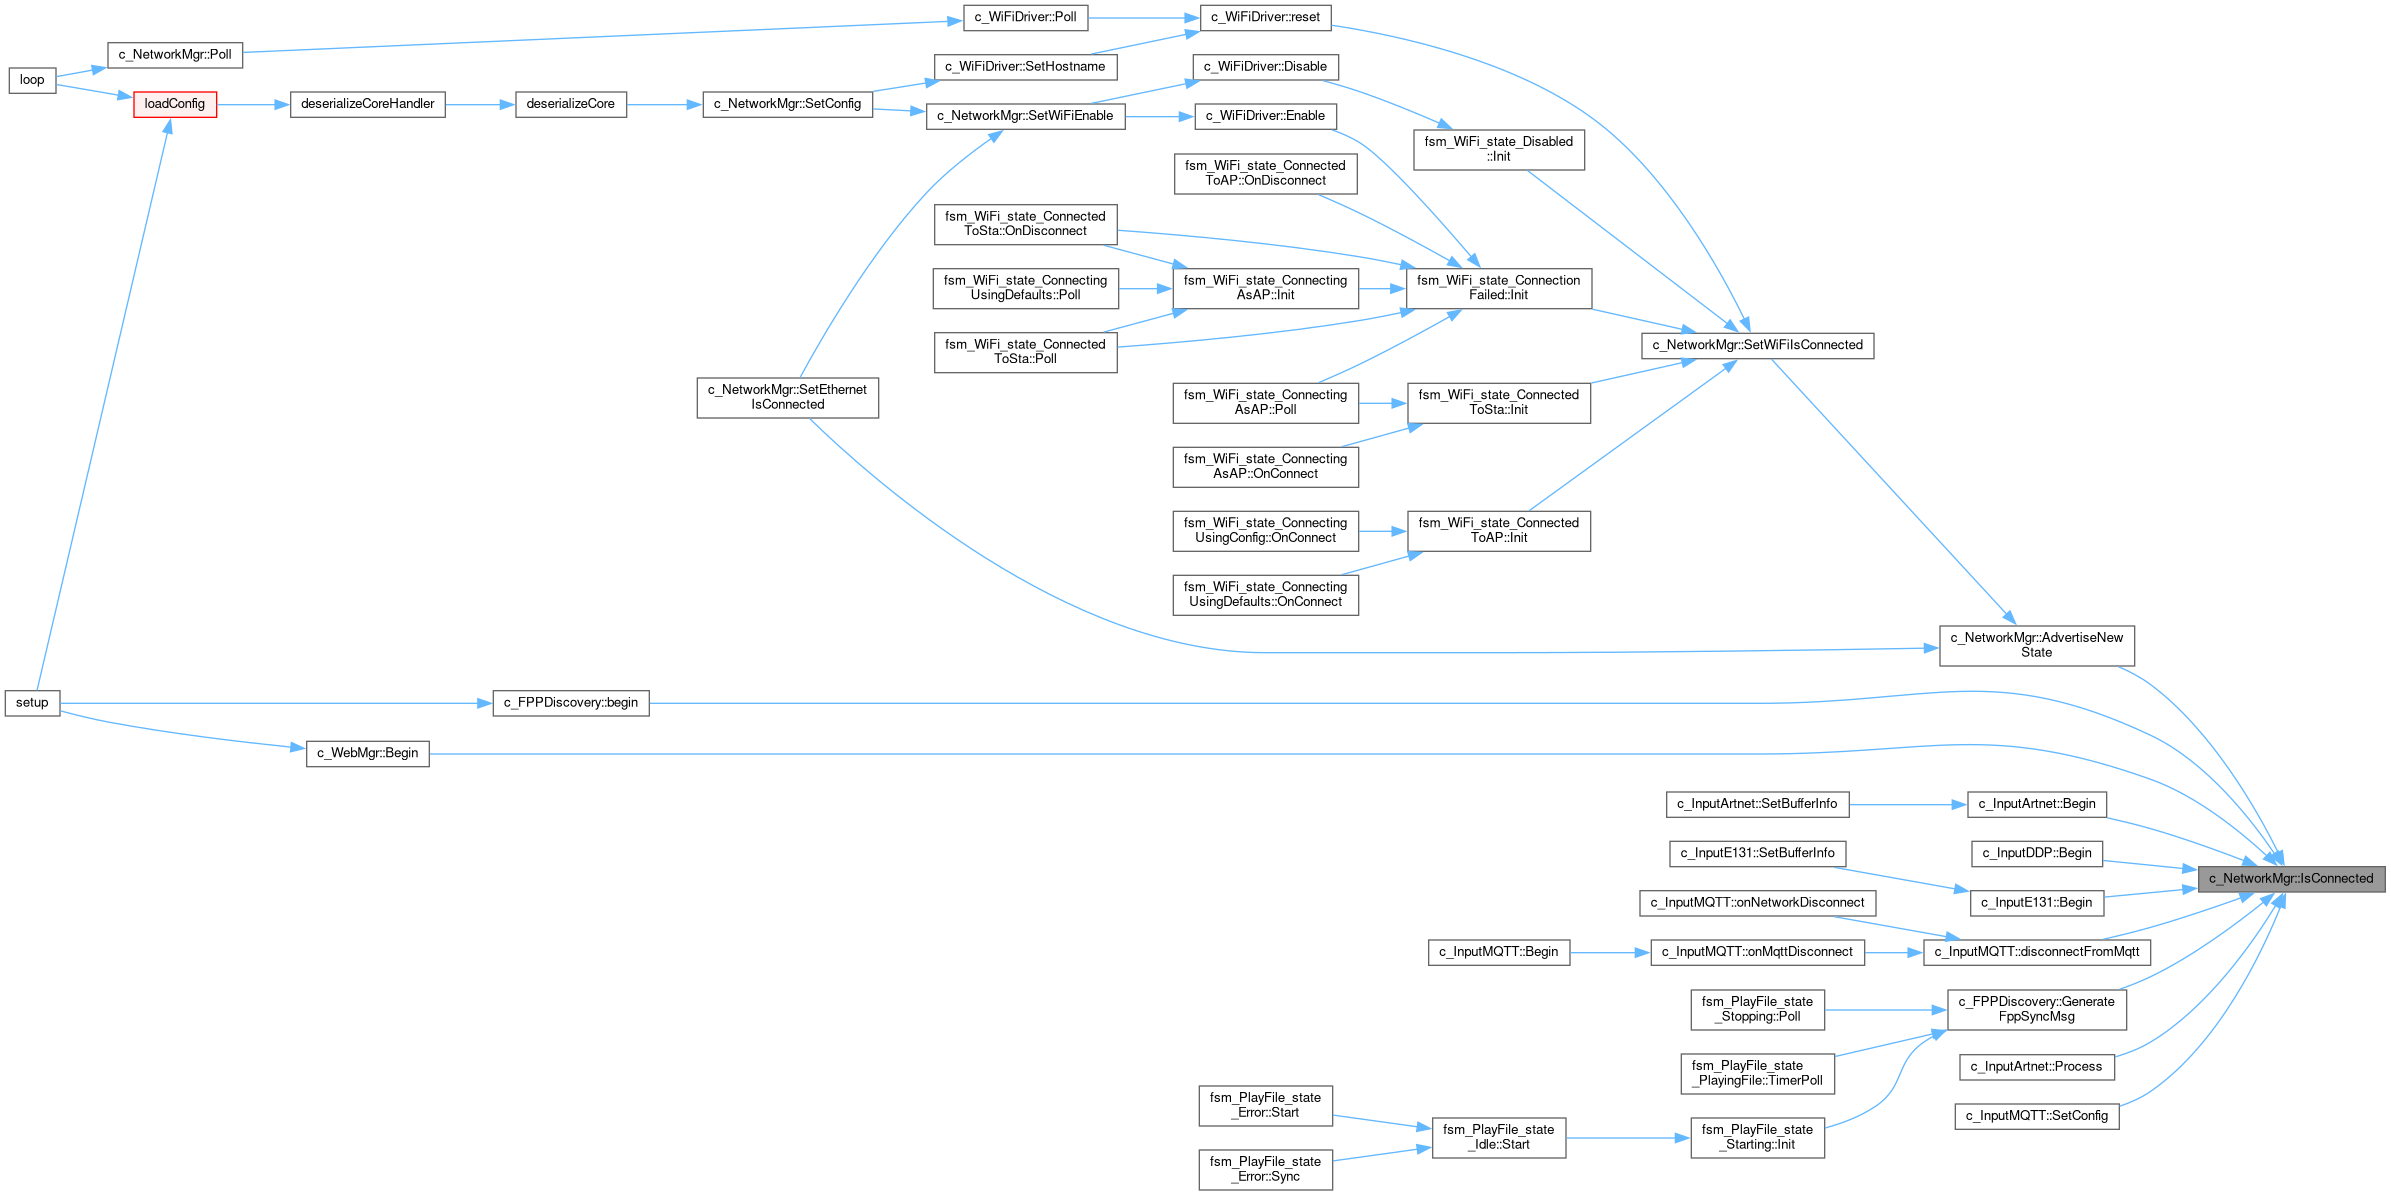 c_WiFiDriver::Poll
c_WiFiDriver::reset
c_NetworkMgr::Poll
loop
c_WiFiDriver::SetHostname
c_WiFiDriver::Disable
loadConfig
deserializeCoreHandler
deserializeCore
c_NetworkMgr::SetConfig
c_NetworkMgr::SetWiFiEnable
c_WiFiDriver::Enable
fsm_WiFi_state_Disabled
::Init
fsm_WiFi_state_Connected
ToAP::OnDisconnect
fsm_WiFi_state_Connected
ToSta::OnDisconnect
fsm_WiFi_state_Connecting
UsingDefaults::Poll
fsm_WiFi_state_Connecting
AsAP::Init
fsm_WiFi_state_Connection
Failed::Init
fsm_WiFi_state_Connected
ToSta::Poll
c_NetworkMgr::SetWiFiIsConnected
c_NetworkMgr::SetEthernet
IsConnected
fsm_WiFi_state_Connecting
AsAP::Poll
fsm_WiFi_state_Connected
ToSta::Init
fsm_WiFi_state_Connecting
AsAP::OnConnect
fsm_WiFi_state_Connecting
UsingConfig::OnConnect
fsm_WiFi_state_Connected
ToAP::Init
fsm_WiFi_state_Connecting
UsingDefaults::OnConnect
c_NetworkMgr::AdvertiseNew
State
setup
c_FPPDiscovery::begin
c_WebMgr::Begin
c_InputArtnet::SetBufferInfo
c_InputArtnet::Begin
c_InputE131::SetBufferInfo
c_InputDDP::Begin
c_NetworkMgr::IsConnected
c_InputMQTT::onNetworkDisconnect
c_InputE131::Begin
c_InputMQTT::Begin
c_InputMQTT::onMqttDisconnect
c_InputMQTT::disconnectFromMqtt
fsm_PlayFile_state
_Stopping::Poll
c_FPPDiscovery::Generate
FppSyncMsg
fsm_PlayFile_state
_PlayingFile::TimerPoll
c_InputArtnet::Process
fsm_PlayFile_state
_Error::Start
c_InputMQTT::SetConfig
fsm_PlayFile_state
_Idle::Start
fsm_PlayFile_state
_Starting::Init
fsm_PlayFile_state
_Error::Sync